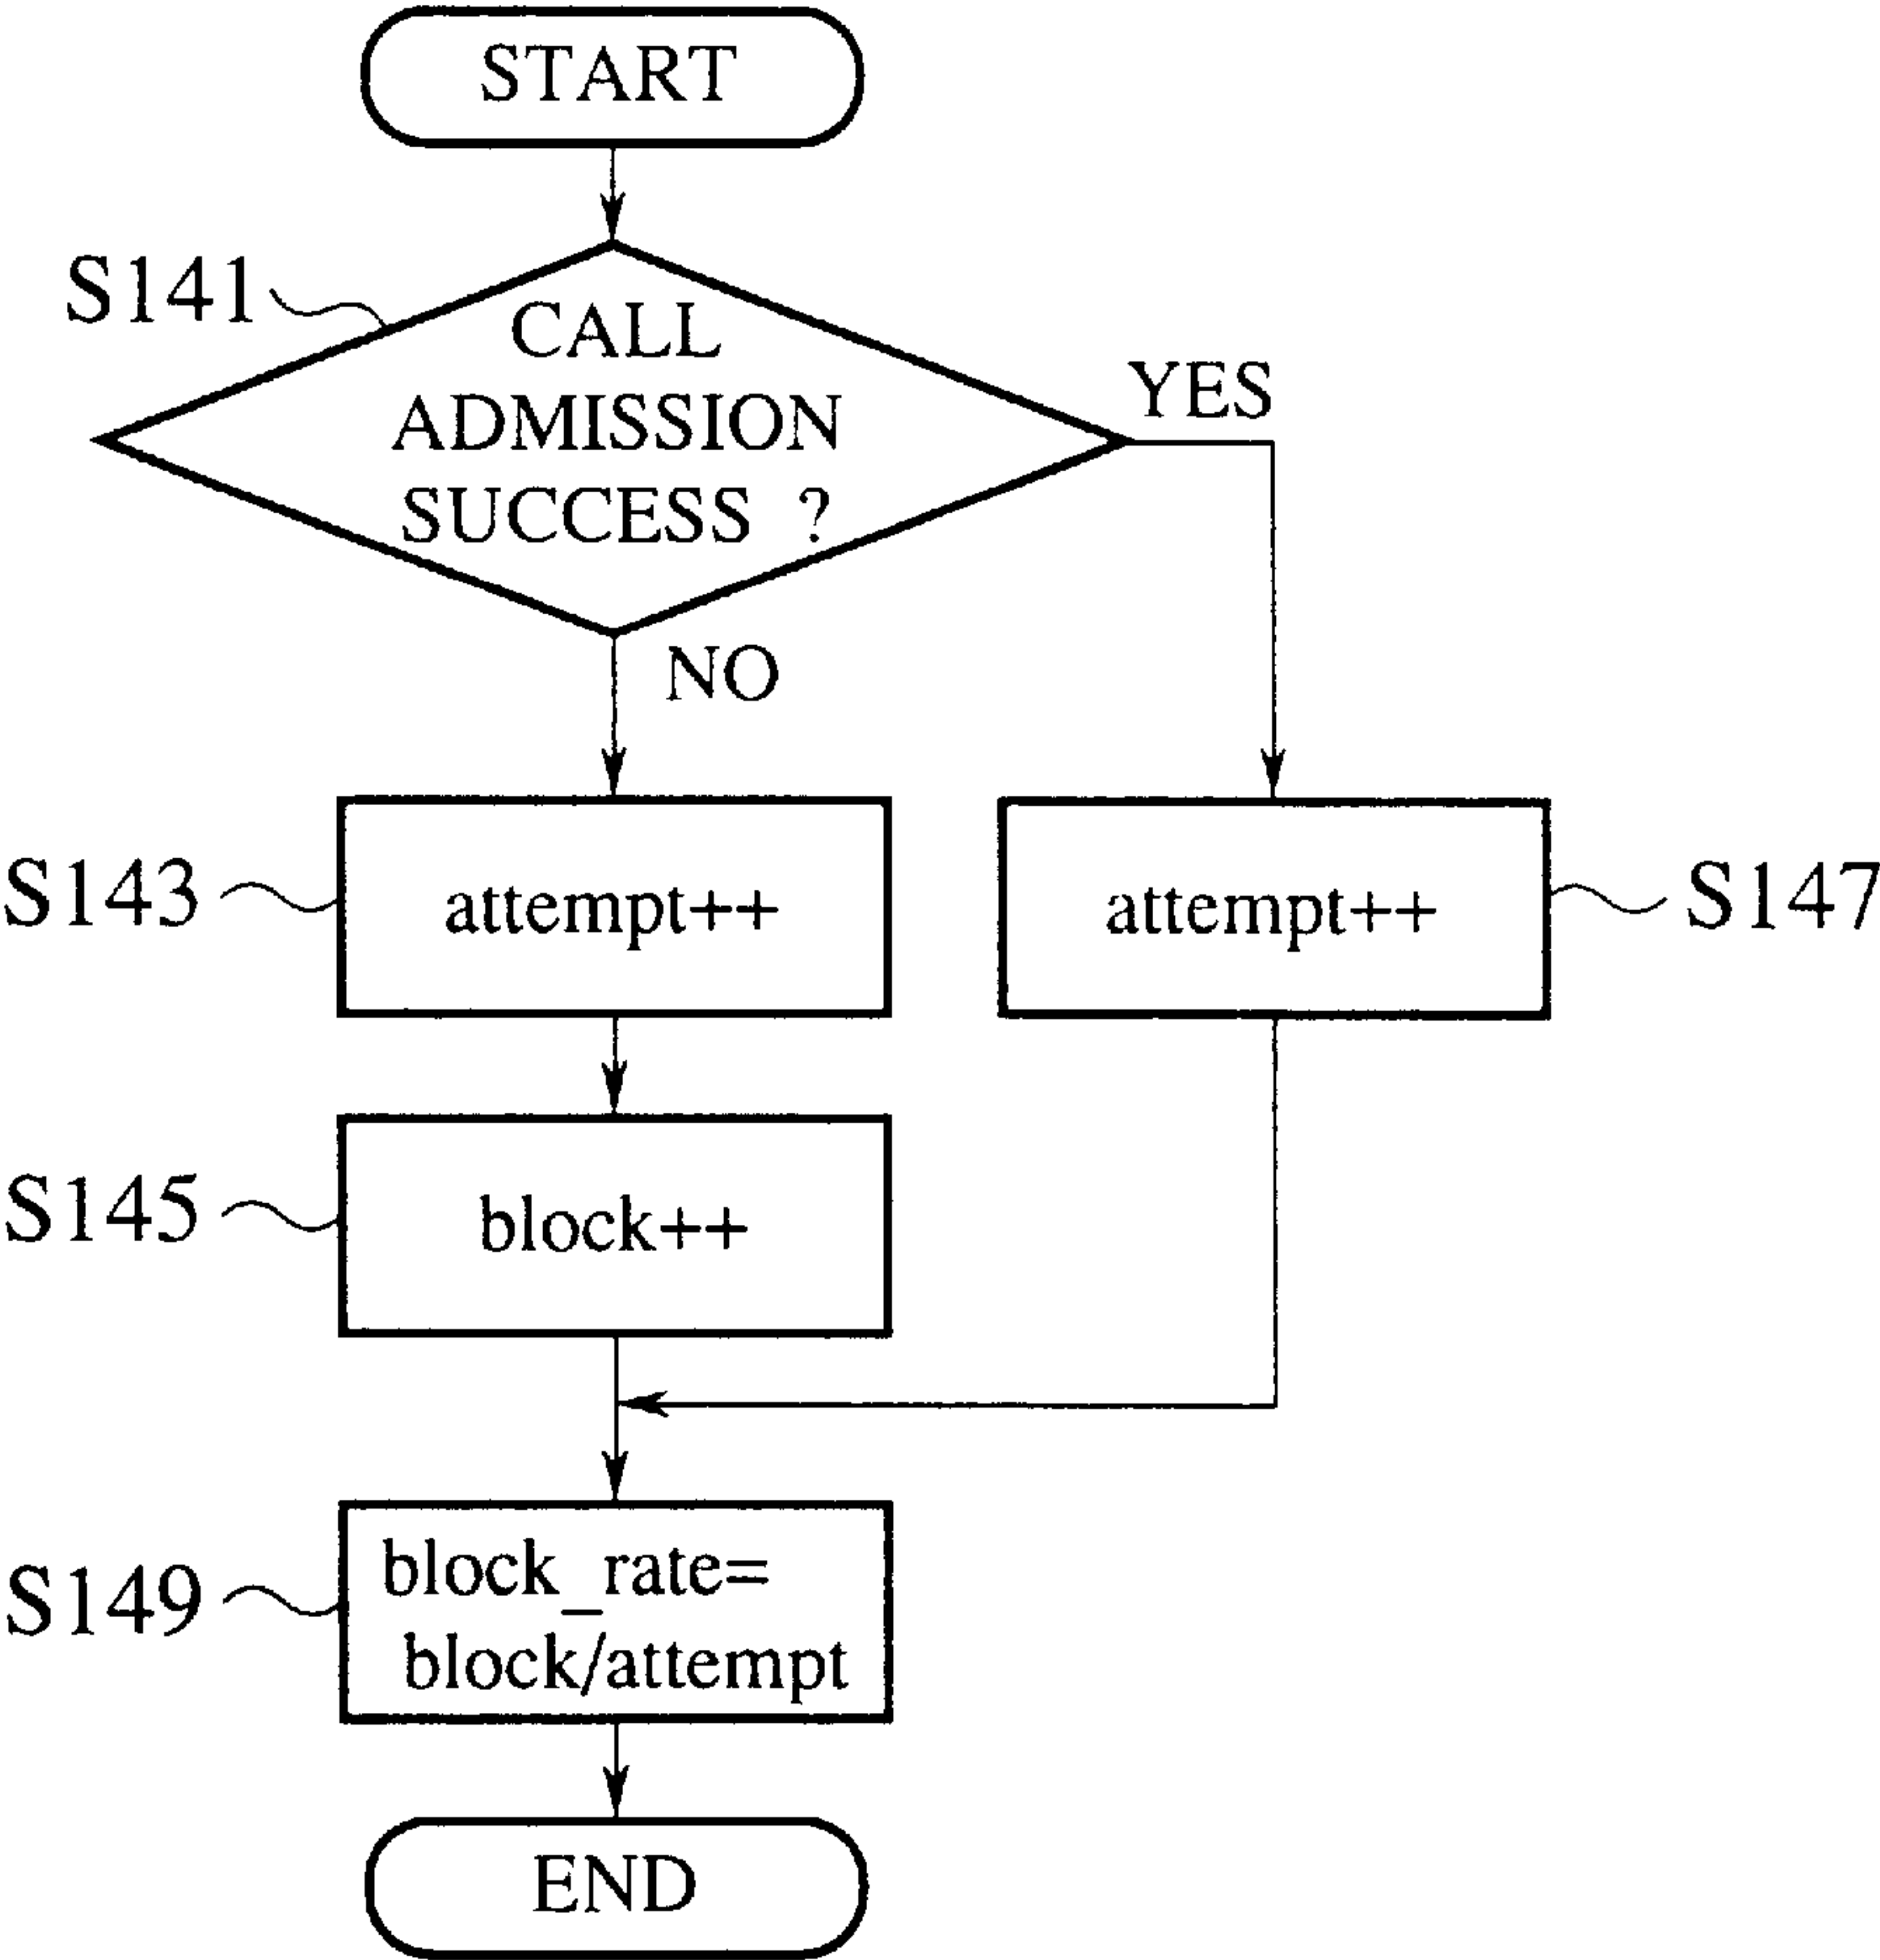 START
S141
CALL
ADMISSION
SUCCESS ?
YES
NO
S143
attempt++
attempt++
S147
S145
block++
S149
block_rate=
block/attempt
END